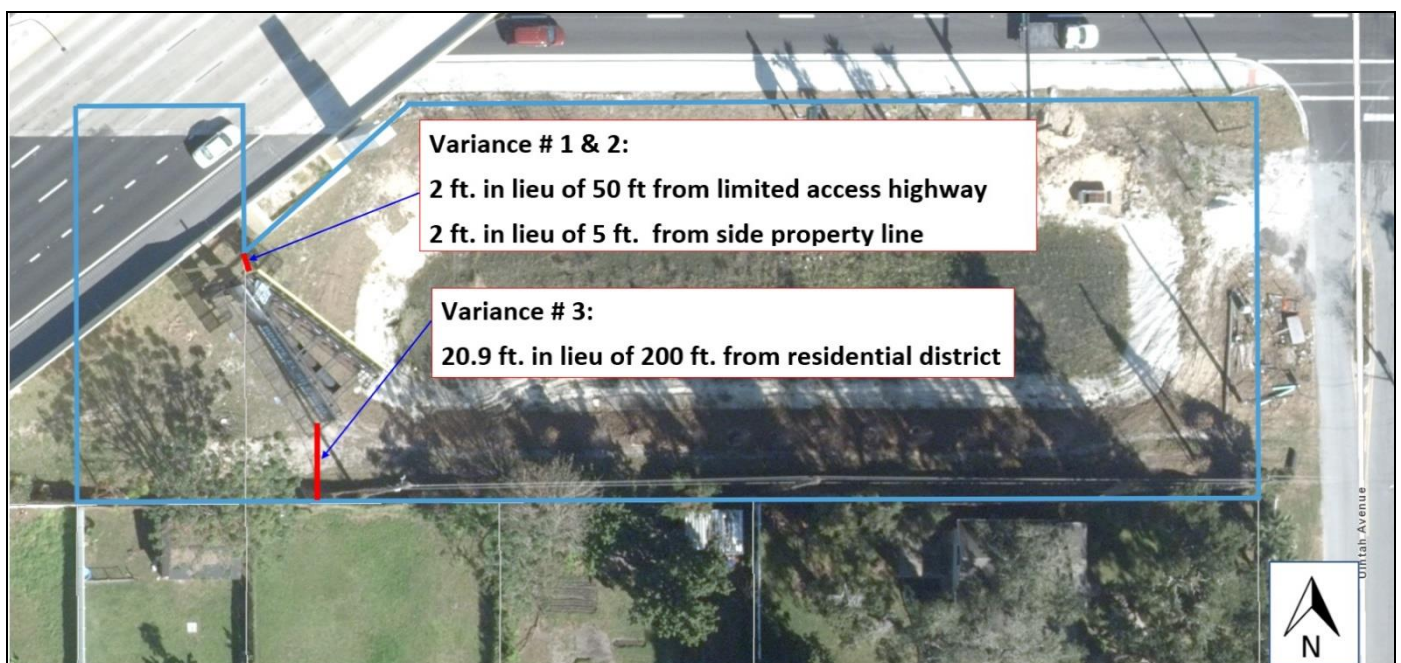 Variance # 1 & 2:
2 ft. in lieu of 50 ft from limited access highway
2 ft. in lieu of 5 ft. from side property line
Variance # 3:
20.9 ft. in lieu of 200 ft. from residential district
Uintah Avenue
N